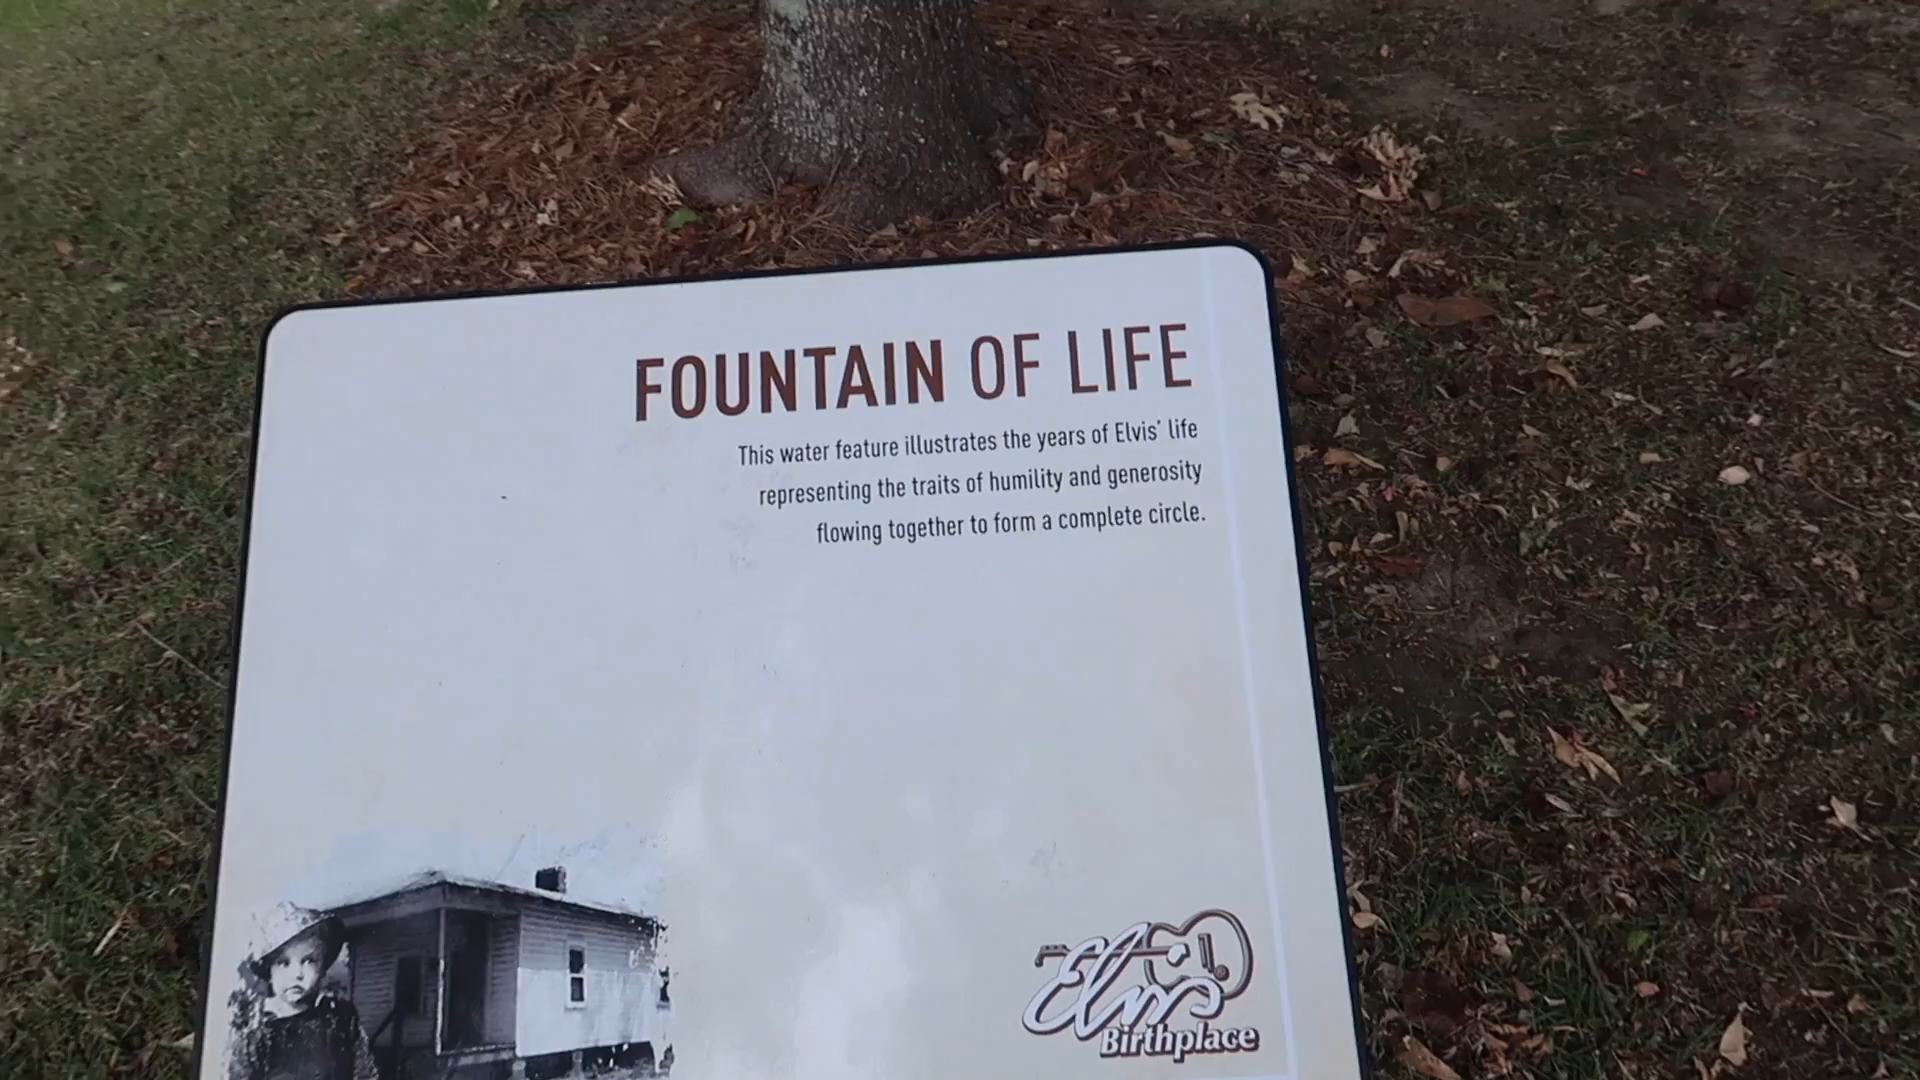 FOUNTAIN OF LIFE
This water feature illustrates the years of Elvis' life
representing the traits of humility and generosity
flowing together to form a complete circle.
Elvis
Birthplace